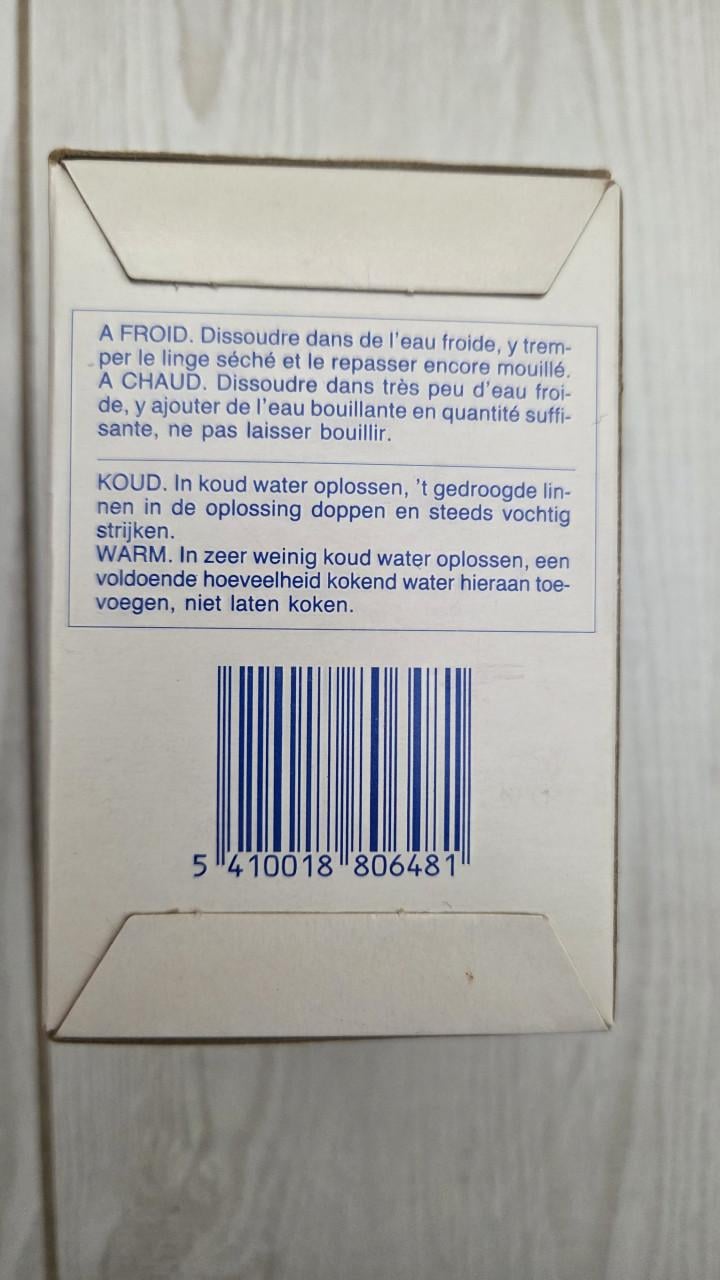 A FROID. Dissoudre dans de l'eau froide, y trem-
per le linge séché et le repasser encore mouillé.
A CHAUD. Dissoudre dans très peu d'eau froi-
de, y ajouter de l'eau bouillante en quantité suffi-
sante, ne pas laisser bouillir.
KOUD. In koud water oplossen, 't gedroogde lin-
nen in de oplossing doppen en steeds vochtig
strijken.
WARM. In zeer weinig koud water oplossen, een
voldoende hoeveelheid kokend water hieraan toe-
voegen, niet laten koken.
5 410018 806481